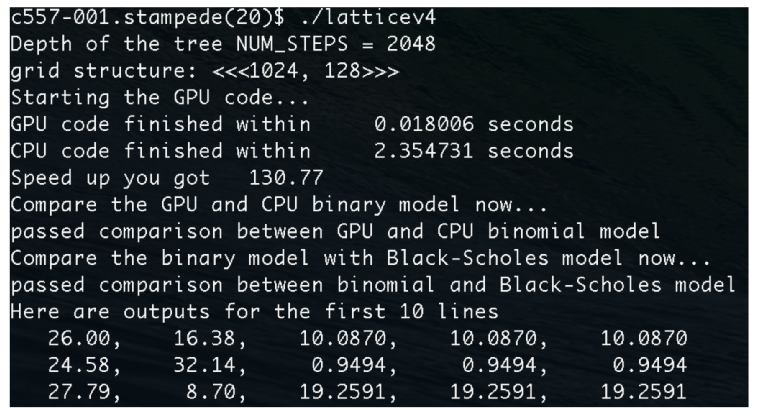 c557-001.stampede(20)$ ./latticev4
Depth of the tree NUM_STEPS = 2048
grid structure: <<<1024, 128>>>
Starting the GPU code...
GPU code finished within     0.018006 seconds
CPU code finished within     2.354731 seconds
Speed up you got   130.77
Compare the GPU and CPU binary model now...
passed comparison between GPU and CPU binomial model
Compare the binary model with Black-Scholes model now...
passed comparison between binomial and Black-Scholes model
Here are outputs for the first 10 lines
   26.00,    16.38,    10.0870,    10.0870,    10.0870
   24.58,    32.14,     0.9494,     0.9494,     0.9494
   27.79,     8.70,    19.2591,    19.2591,    19.2591